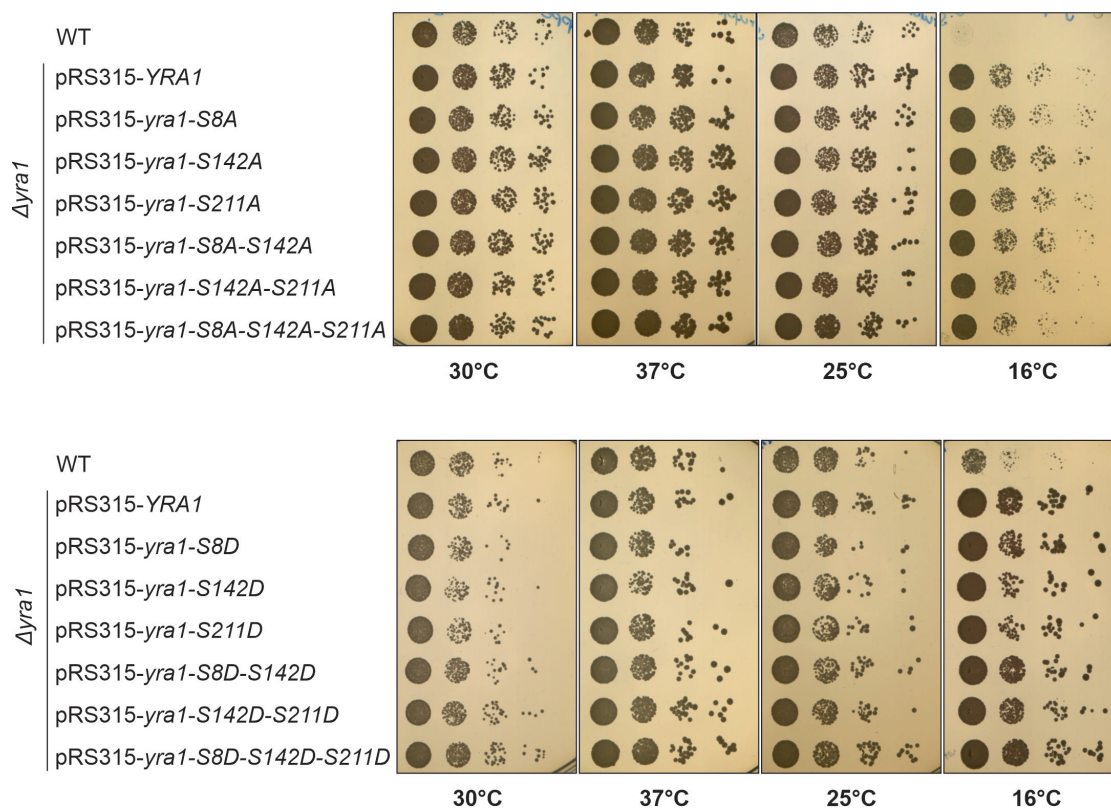 WT
pRS315-YRA1
pRS315-yra1-S8A
pRS315-yra1-S142A
pRS315-yra1-S211A
pRS315-yra1-S8A-S142A
pRS315-yra1-S142A-S211A
pRS315-yra1-S8A-S142A-S211A
Δyra1
30°C 37°C 25°C 16°C
WT
pRS315-YRA1
pRS315-yra1-S8D
pRS315-yra1-S142D
pRS315-yra1-S211D
pRS315-yra1-S8D-S142D
pRS315-yra1-S142D-S211D
pRS315-yra1-S8D-S142D-S211D
Δyra1
30°C 37°C 25°C 16°C